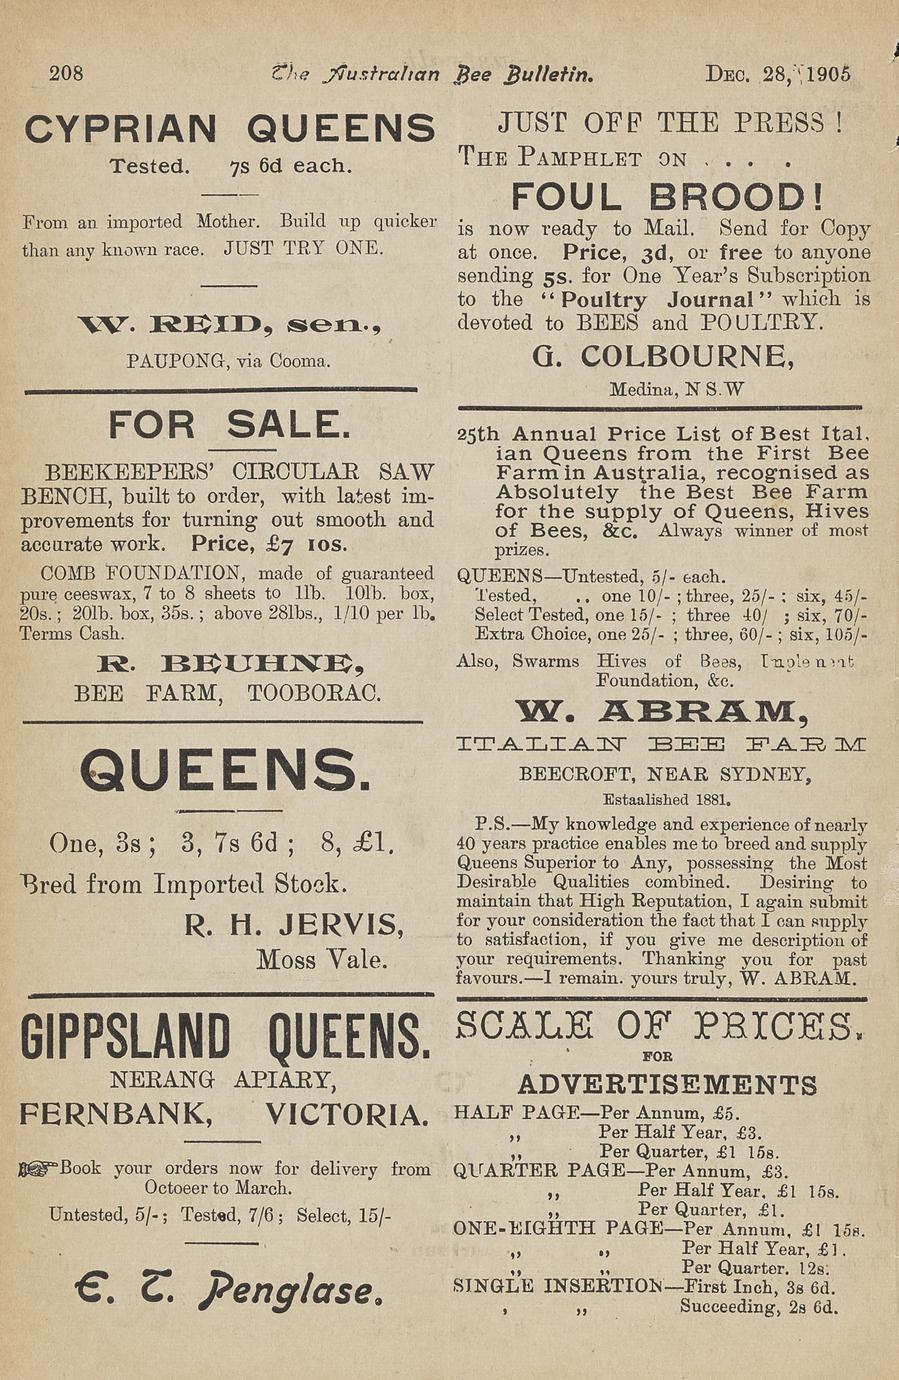 208
The Australian Bee Bulletin.
DEC. 28, 1905
CYPRIAN QUEENS
Tested. 7s 6d each.
From an imported Mother. Build up quicker
than any known race. JUST TRY ONE.
W. REID, sen.,
PAUPONG, via Cooma.
FOR SALE.
BEEKEEPERS' CIRCULAR SAW
BENCH, built to order, with latest im-
provements for turning out smooth and
accurate work. Price, £7 10s.
COMB FOUNDATION, made of guaranteed
pure ceeswax, 7 to 8 sheets to 1lb. 10lb. box,
20s.; 20lb. box, 35s.; above 28lbs., 1/10 per lb.
Terms Cash.
R. BEUHNE,
BEE FARM, TOOBORAC.
QUEENS.
One, 3s; 3, 7s 6d; 8, £1.
Bred from Imported Stock.
R. H. JERVIS,
Moss Vale.
GIPPSLAND QUEENS.
NERANG APIARY,
FERNBANK, VICTORIA.
☞Book your orders now for delivery from
Octoeer to March.
Untested, 5/-; Tested, 7/6; Select, 15/-
E. T. Penglase.
JUST OFF THE PRESS!
THE PAMPHLET ON . . . .
FOUL BROOD!
is now ready to Mail. Send for Copy
at once. Price, 3d, or free to anyone
sending 5s. for One Year's Subscription
to the "Poultry Journal" which is
devoted to BEES and POULTRY.
G. COLBOURNE,
Medina, N S.W
25th Annual Price List of Best Ital.
ian Queens from the First Bee
Farm in Australia, recognised as
Absolutely the Best Bee Farm
for the supply of Queens, Hives
of Bees, &c. Always winner of most
prizes.
QUEENS—Untested, 5/- each.
Tested, .. one 10/- ; three, 25/- ; six, 45/-
Select Tested, one 15/- ; three 40/ ; six, 70/-
Extra Choice, one 25/- ; three, 60/- ; six, 105/-
Also, Swarms Hives of Bees,
Foundation, &c.
W. ABRAM,
ITALIAN BEE FARM
BEECROFT, NEAR SYDNEY,
Estaalished 1881.
P.S.—My knowledge and experience of nearly
40 years practice enables me to breed and supply
Queens Superior to Any, possessing the Most
Desirable Qualities combined. Desiring to
maintain that High Reputation, I again submit
for your consideration the fact that I can supply
to satisfaction, if you give me description of
your requirements. Thanking you for past
favours.—I remain. yours truly, W. ABRAM.
SCALE OF PRICES.
FOR
ADVERTISEMENTS
HALF PAGE—Per Annum, £5.
,, Per Half Year, £3.
,, Per Quarter, £1 15s.
QUARTER PAGE—Per Annum, £3.
,, Per Half Year, £1 15s.
,, Per Quarter, £1.
ONE-EIGHTH PAGE—Per Annum, £1 15s.
,, ,, Per Half Year, £1.
,, ,, Per Quarter. 12s.
SINGLE INSERTION—First Inch, 3s 6d.
, ,, Succeeding, 2s 6d.